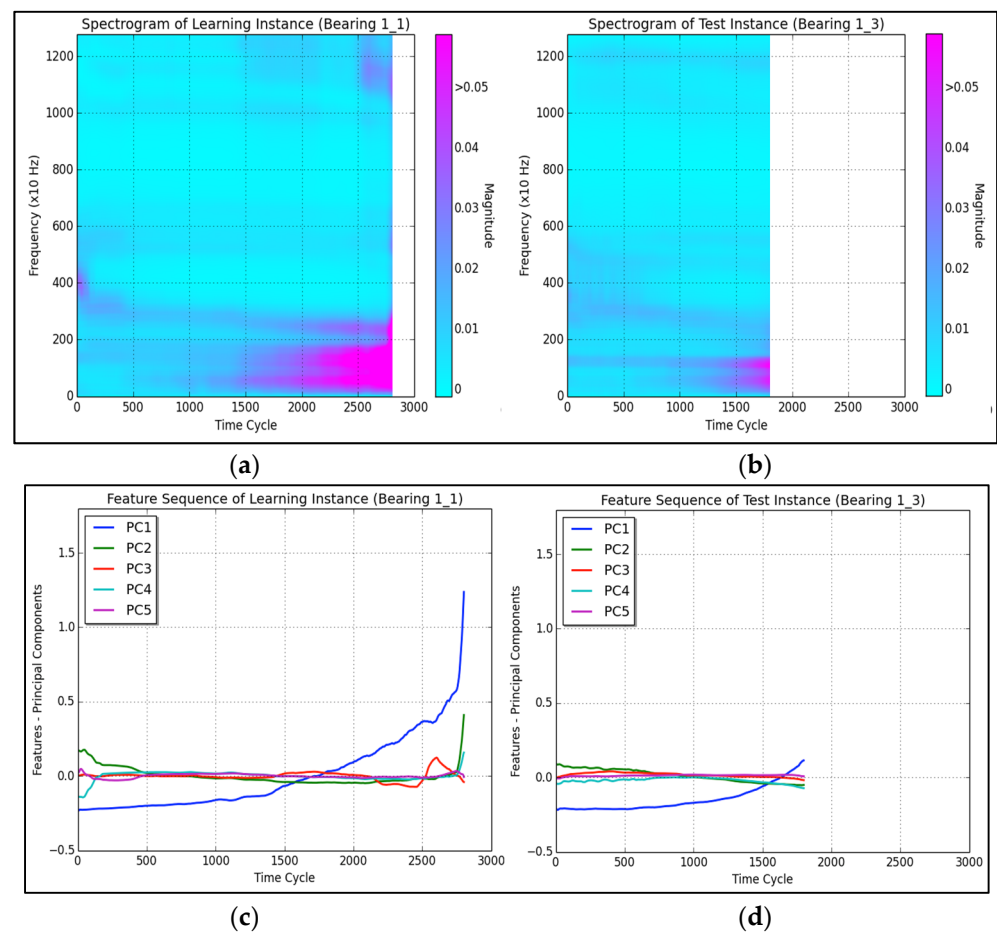 Spectrogram of Learning Instance (Bearing 1_1)
1200
1000
800
600
400
200
0
Frequency (x10 Hz)
0 500 1000 1500 2000 2500 3000
Time Cycle
>0.05
0.04
0.03
0.02
0.01
0
Magnitude
Spectrogram of Test Instance (Bearing 1_3)
1200
1000
800
600
400
200
0
Frequency (x10 Hz)
0 500 1000 1500 2000 2500 3000
Time Cycle
>0.05
0.04
0.03
0.02
0.01
0
Magnitude
(a)
(b)
Feature Sequence of Learning Instance (Bearing 1_1)
PC1
PC2
PC3
PC4
PC5
1.5
1.0
0.5
0.0
−0.5
Features - Principal Components
0 500 1000 1500 2000 2500 3000
Time Cycle
Feature Sequence of Test Instance (Bearing 1_3)
PC1
PC2
PC3
PC4
PC5
1.5
1.0
0.5
0.0
−0.5
Features - Principal Components
0 500 1000 1500 2000 2500 3000
Time Cycle
(c)
(d)